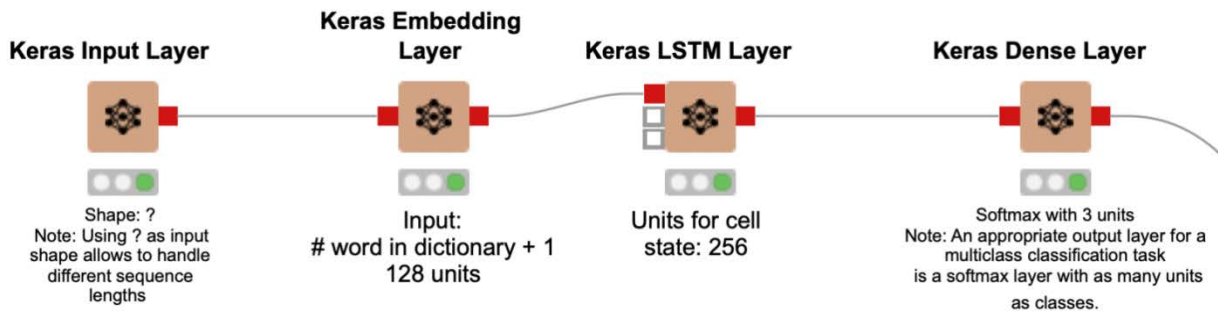 Keras Input Layer
Keras Embedding
Layer
Keras LSTM Layer
Keras Dense Layer
Shape: ?
Note: Using ? as input
shape allows to handle
different sequence
lengths
Input:
# word in dictionary + 1
128 units
Units for cell
state: 256
Softmax with 3 units
Note: An appropriate output layer for a
multiclass classification task
is a softmax layer with as many units
as classes.